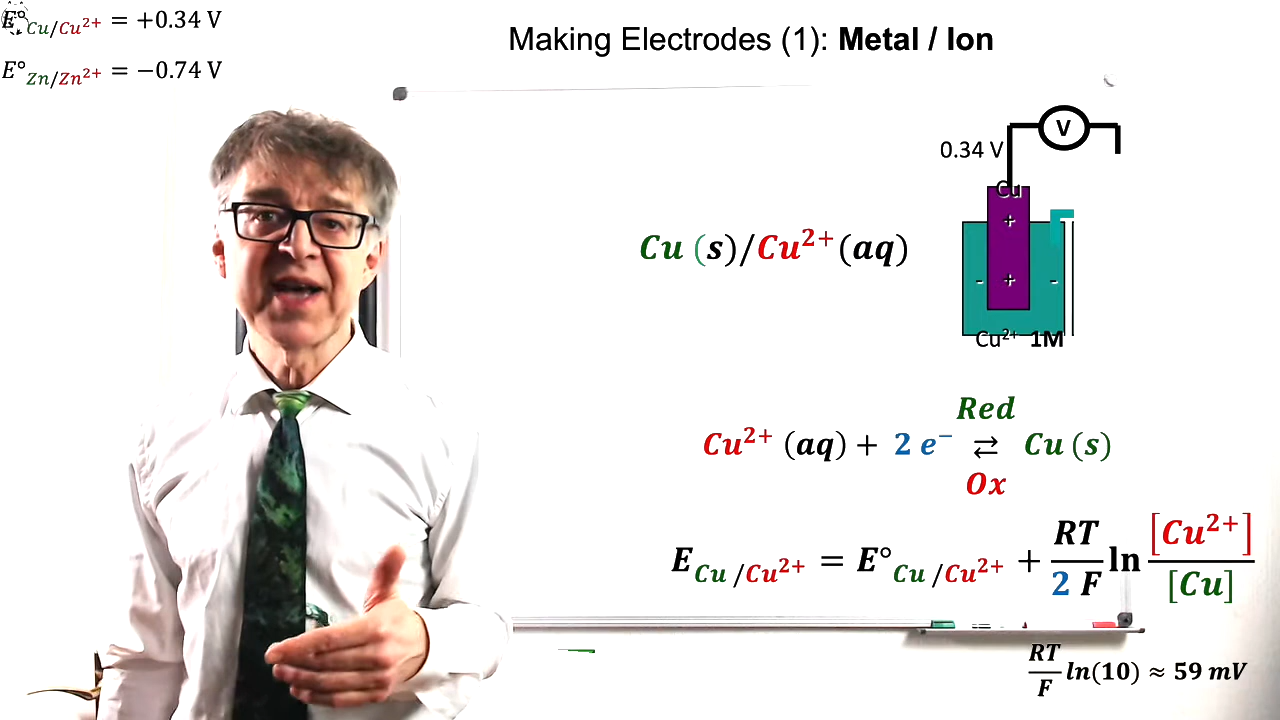 E°Cu/Cu²⁺ = +0.34 V
E°Zn/Zn²⁺ = −0.74 V
Making Electrodes (1): Metal / Ion
V
0.34 V
Cu
+
Cu (s)/Cu²⁺(aq)
- + -
Cu²⁺ 1M
Red
Cu²⁺ (aq) + 2 e⁻ ⇄ Cu (s)
Ox
E Cu /Cu²⁺ = E° Cu /Cu²⁺ + RT/2 F ln [Cu²⁺]/[Cu]
RT/F ln(10) ≈ 59 mV